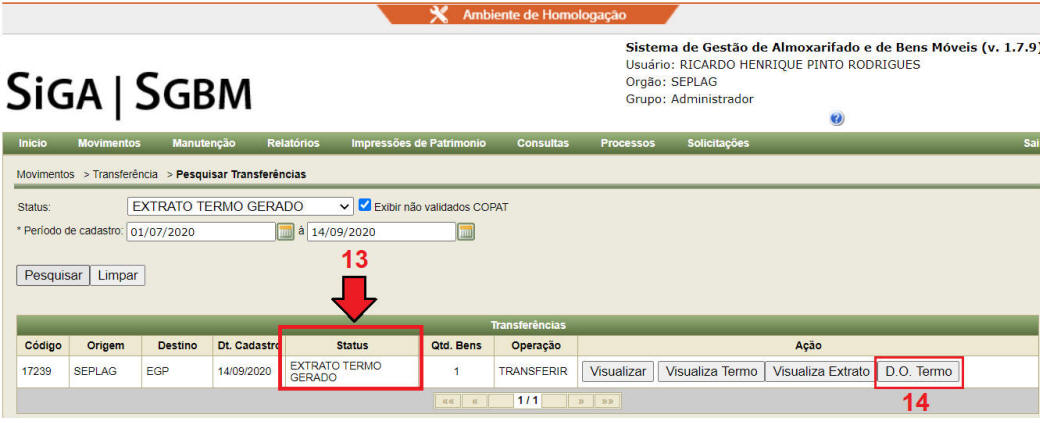 Ambiente de Homologação
SiGA | SGBM
Sistema de Gestão de Almoxarifado e de Bens Móveis (v. 1.7.9)
Usuário: RICARDO HENRIQUE PINTO RODRIGUES
Orgão: SEPLAG
Grupo: Administrador
Inicio Movimentos Manutenção Relatórios Impressões de Patrimonio Consultas Processos Solicitações Sai
Movimentos > Transferência > Pesquisar Transferências
Status: EXTRATO TERMO GERADO Exibir não validados COPAT
* Período de cadastro: 01/07/2020 à 14/09/2020
13
Pesquisar Limpar
Transferências
Código Origem Destino Dt. Cadastro Status Qtd. Bens Operação Ação
17239 SEPLAG EGP 14/09/2020 EXTRATO TERMO GERADO 1 TRANSFERIR Visualizar Visualiza Termo Visualiza Extrato D.O. Termo
«« « 1 / 1 » »»
14